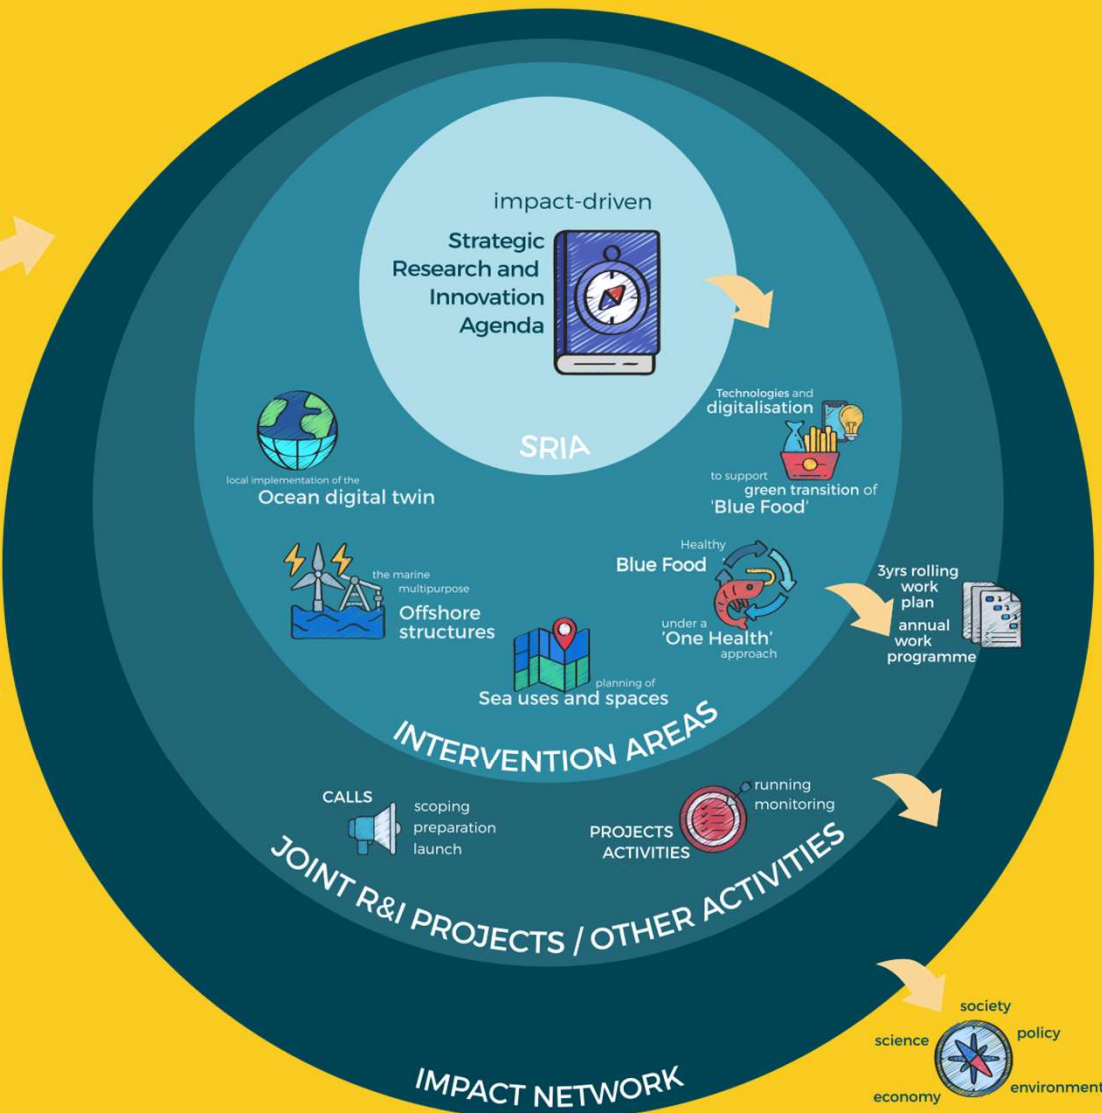 impact-driven
Strategic
Research and
Innovation
Agenda
SRIA
Technologies and
digitalisation
to support
green transition of
'Blue Food'
local implementation of the
Ocean digital twin
the marine
multipurpose
Offshore
structures
Healthy
Blue Food
under a
'One Health'
approach
planning of
Sea uses and spaces
INTERVENTION AREAS
3yrs rolling
work
plan
annual
work
programme
CALLS
scoping
preparation
launch
running
monitoring
PROJECTS
ACTIVITIES
JOINT R&I PROJECTS / OTHER ACTIVITIES
IMPACT NETWORK
society
science
policy
economy
environment